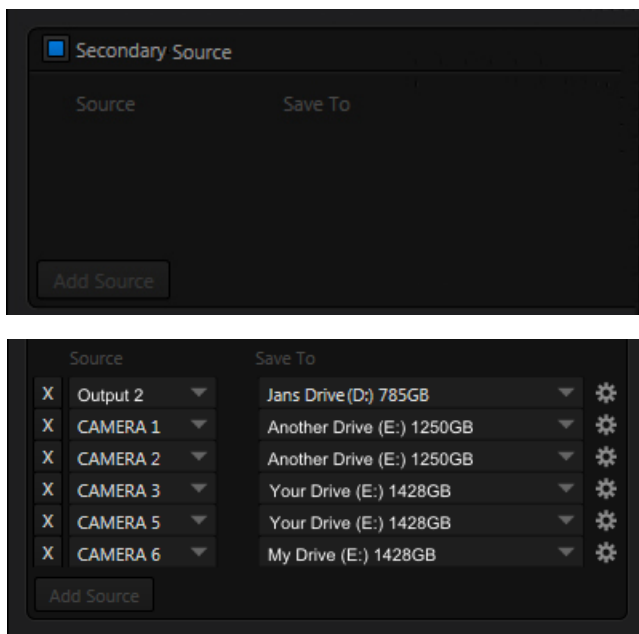 Secondary Source
Source Save To
Add Source
Source Save To
X Output 2 Jans Drive (D:) 785GB
X CAMERA 1 Another Drive (E:) 1250GB
X CAMERA 2 Another Drive (E:) 1250GB
X CAMERA 3 Your Drive (E:) 1428GB
X CAMERA 5 Your Drive (E:) 1428GB
X CAMERA 6 My Drive (E:) 1428GB
Add Source